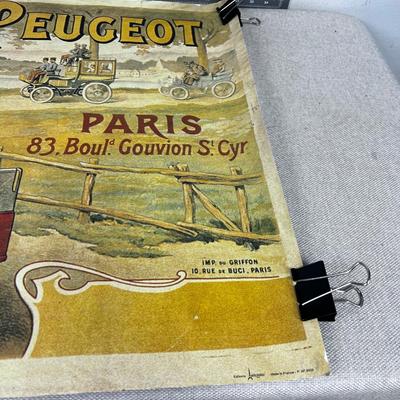 PEUGEOT
PARIS
83, Boul.d Gouvion S.t Cyr
IMP. DU GRIFFON
10, RUE DE BUCI, PARIS